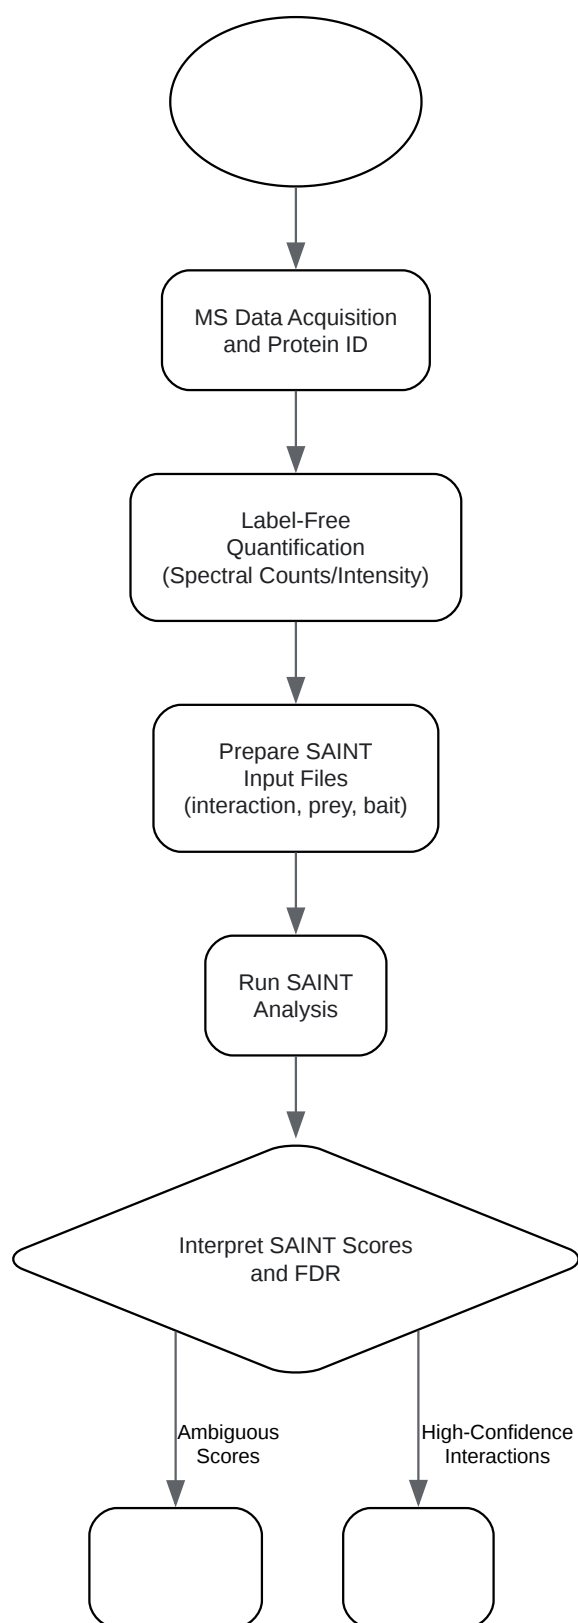 MS Data Acquisition
and Protein ID
Label-Free
Quantification
(Spectral Counts/Intensity)
Prepare SAINT
Input Files
(interaction, prey, bait)
Run SAINT
Analysis
Interpret SAINT Scores
and FDR
Ambiguous
Scores
High-Confidence
Interactions